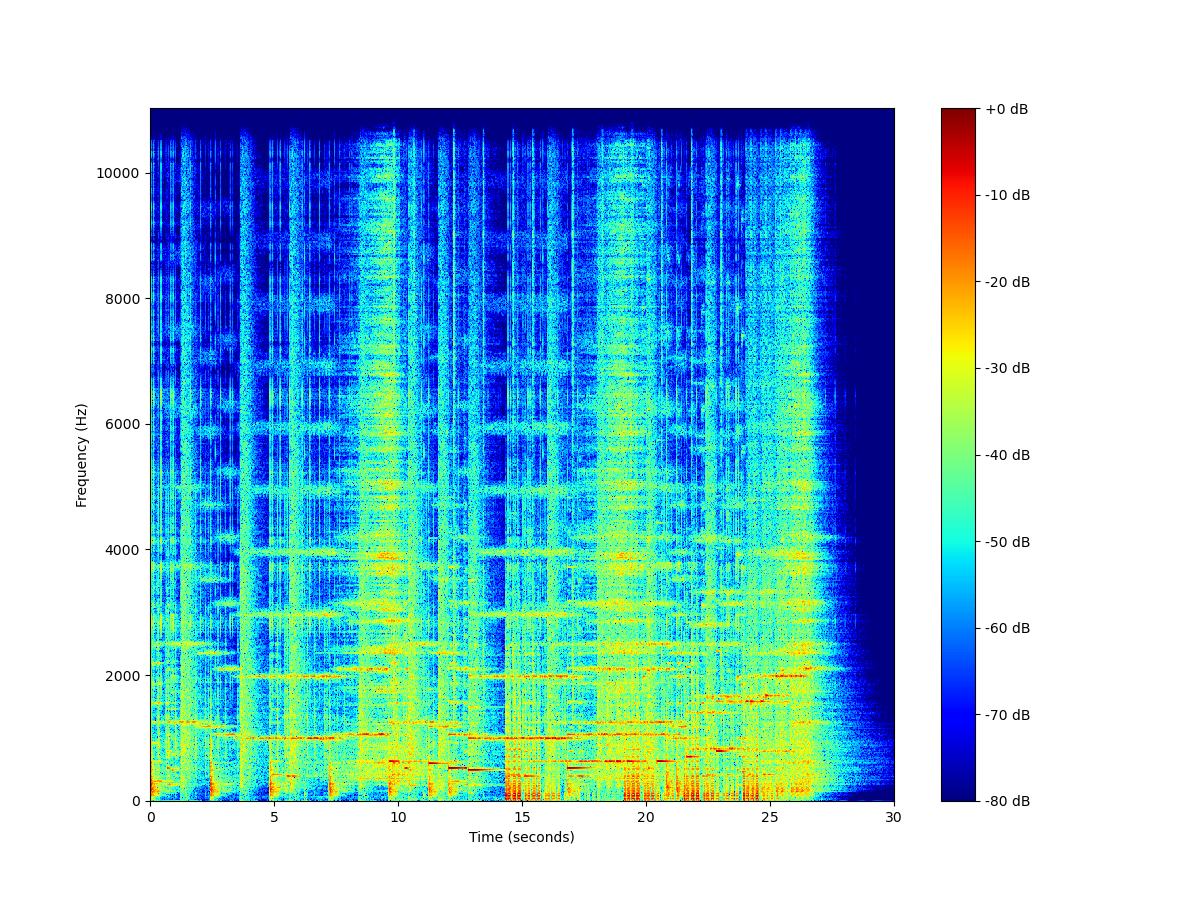 +0 dB
10000
-10 dB
8000
-20 dB
-30 dB
6000
-40 dB
Frequency (Hz)
4000
-50 dB
-60 dB
2000
-70 dB
0
-80 dB
0 5 10 15 20 25 30
Time (seconds)